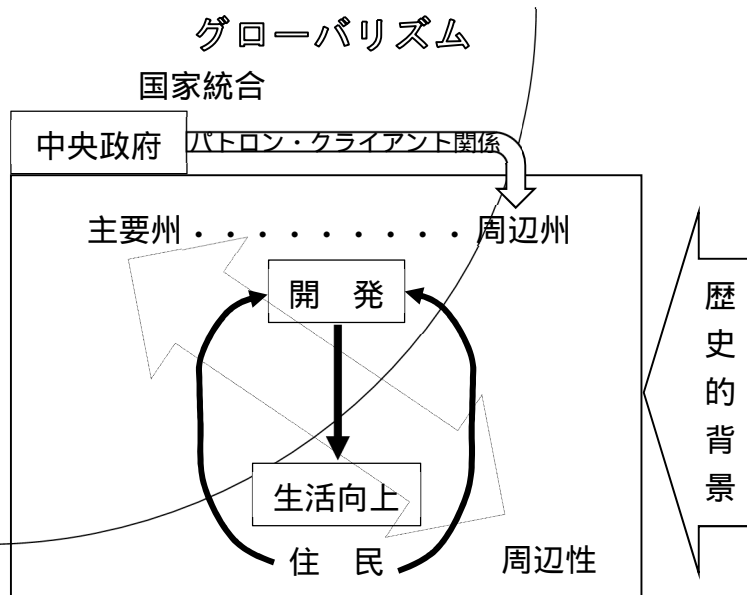 グローバリズム
国家統合
中央政府
パトロン・クライアント関係
主要州・・・・・・・・・・周辺州
開　発
生活向上
住　民
周辺性
歴史的背景